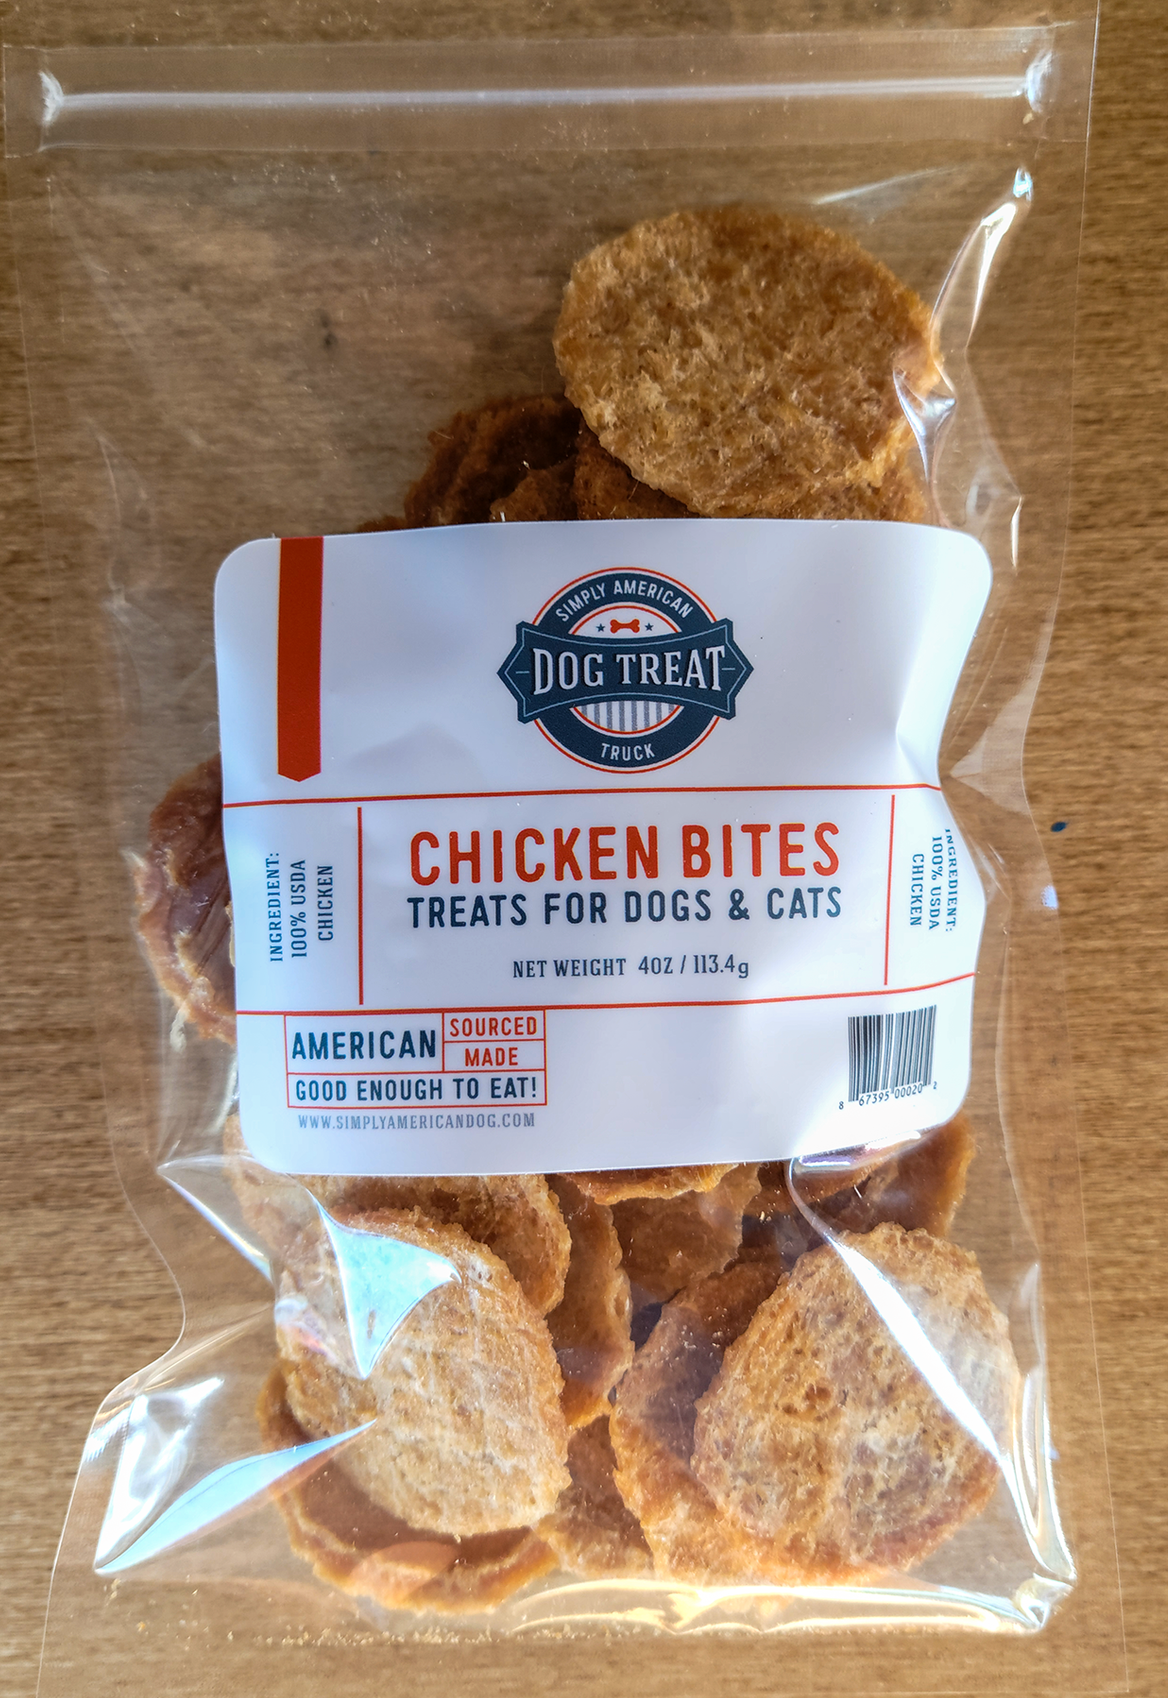 SIMPLY AMERICAN
DOG TREAT
TRUCK
CHICKEN BITES
TREATS FOR DOGS & CATS
NET WEIGHT 4OZ / 113.4g
INGREDIENT:
100% USDA
CHICKEN
INGREDIENT:
100% USDA
CHICKEN
AMERICAN
SOURCED
MADE
GOOD ENOUGH TO EAT!
WWW.SIMPLYAMERICANDOG.COM
8 67395 00020 2